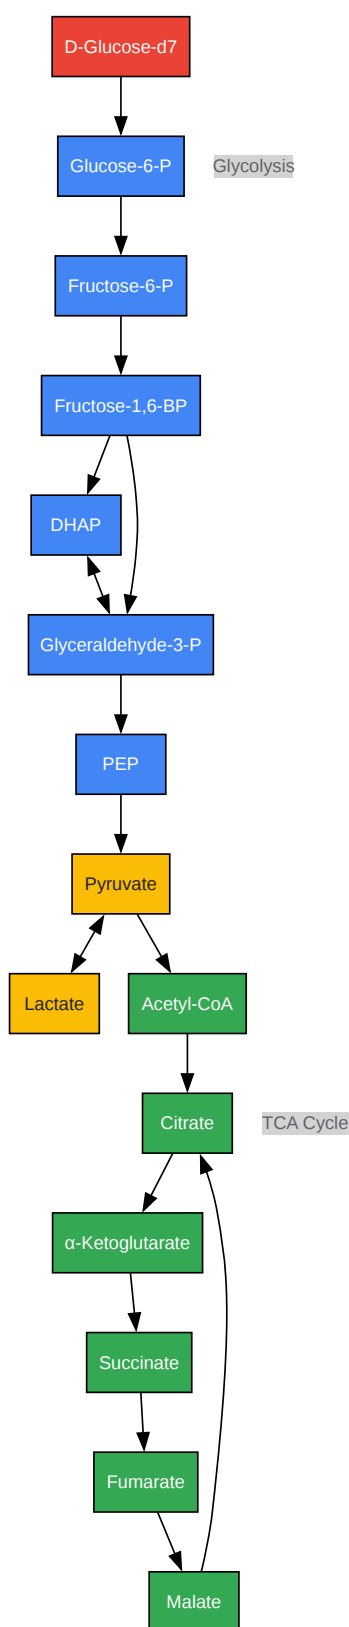 D-Glucose-d7
Glucose-6-P
Glycolysis
Fructose-6-P
Fructose-1,6-BP
DHAP
Glyceraldehyde-3-P
PEP
Pyruvate
Lactate
Acetyl-CoA
Citrate
TCA Cycle
α-Ketoglutarate
Succinate
Fumarate
Malate